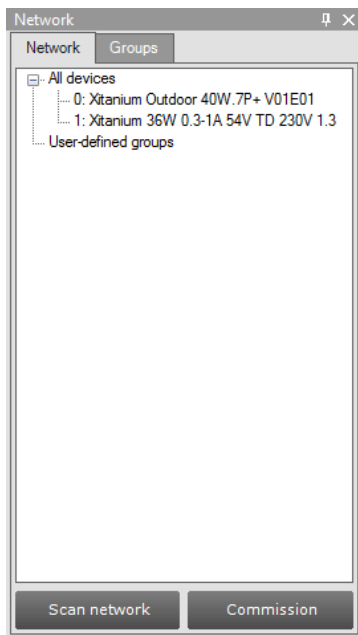 Network
Network Groups
All devices
0: Xitanium Outdoor 40W.7P+ V01E01
1: Xitanium 36W 0.3-1A 54V TD 230V 1.3
User-defined groups
Scan network Commission